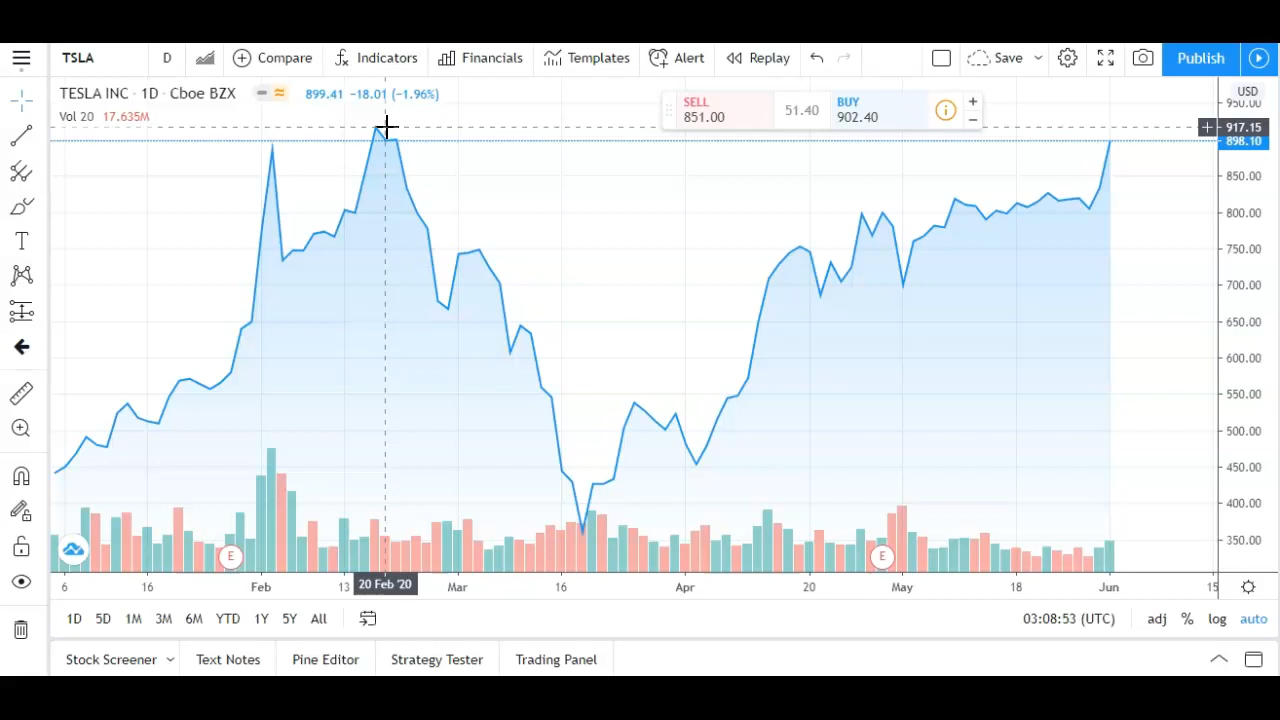 TSLA D Compare Indicators Financials Templates Alert Replay Save Publish
TESLA INC · 1D · Cboe BZX 899.41 −18.01 (−1.96%)
Vol 20 17.635M
SELL
851.00
51.40
BUY
902.40
USD
950.00
917.15
898.10
850.00
800.00
750.00
700.00
650.00
600.00
550.00
500.00
450.00
400.00
350.00
E E
6 16 Feb 13 20 Feb '20 Mar 16 Apr 20 May 18 Jun 15
1D 5D 1M 3M 6M YTD 1Y 5Y All 03:08:53 (UTC) adj % log auto
Stock Screener Text Notes Pine Editor Strategy Tester Trading Panel